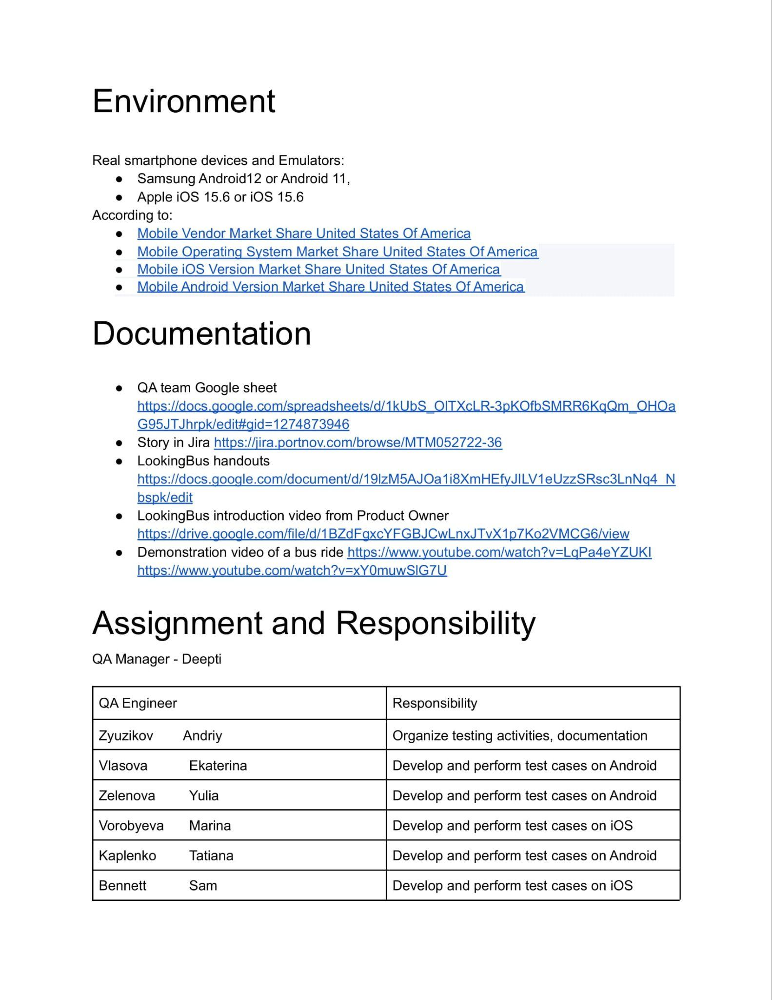 Environment
Real smartphone devices and Emulators:
● Samsung Android12 or Android 11,
● Apple iOS 15.6 or iOS 15.6
According to:
● Mobile Vendor Market Share United States Of America
● Mobile Operating System Market Share United States Of America
● Mobile iOS Version Market Share United States Of America
● Mobile Android Version Market Share United States Of America
Documentation
● QA team Google sheet
https://docs.google.com/spreadsheets/d/1kUbS_OlTXcLR-3pKOfbSMRR6KqQm_OHOa
G95JTJhrpk/edit#gid=1274873946
● Story in Jira https://jira.portnov.com/browse/MTM052722-36
● LookingBus handouts
https://docs.google.com/document/d/19lzM5AJOa1i8XmHEfyJILV1eUzzSRsc3LnNq4_N
bspk/edit
● LookingBus introduction video from Product Owner
https://drive.google.com/file/d/1BZdFgxcYFGBJCwLnxJTvX1p7Ko2VMCG6/view
● Demonstration video of a bus ride https://www.youtube.com/watch?v=LqPa4eYZUKI
https://www.youtube.com/watch?v=xY0muwSlG7U
Assignment and Responsibility
QA Manager - Deepti
QA Engineer Responsibility
Zyuzikov Andriy Organize testing activities, documentation
Vlasova Ekaterina Develop and perform test cases on Android
Zelenova Yulia Develop and perform test cases on Android
Vorobyeva Marina Develop and perform test cases on iOS
Kaplenko Tatiana Develop and perform test cases on Android
Bennett Sam Develop and perform test cases on iOS